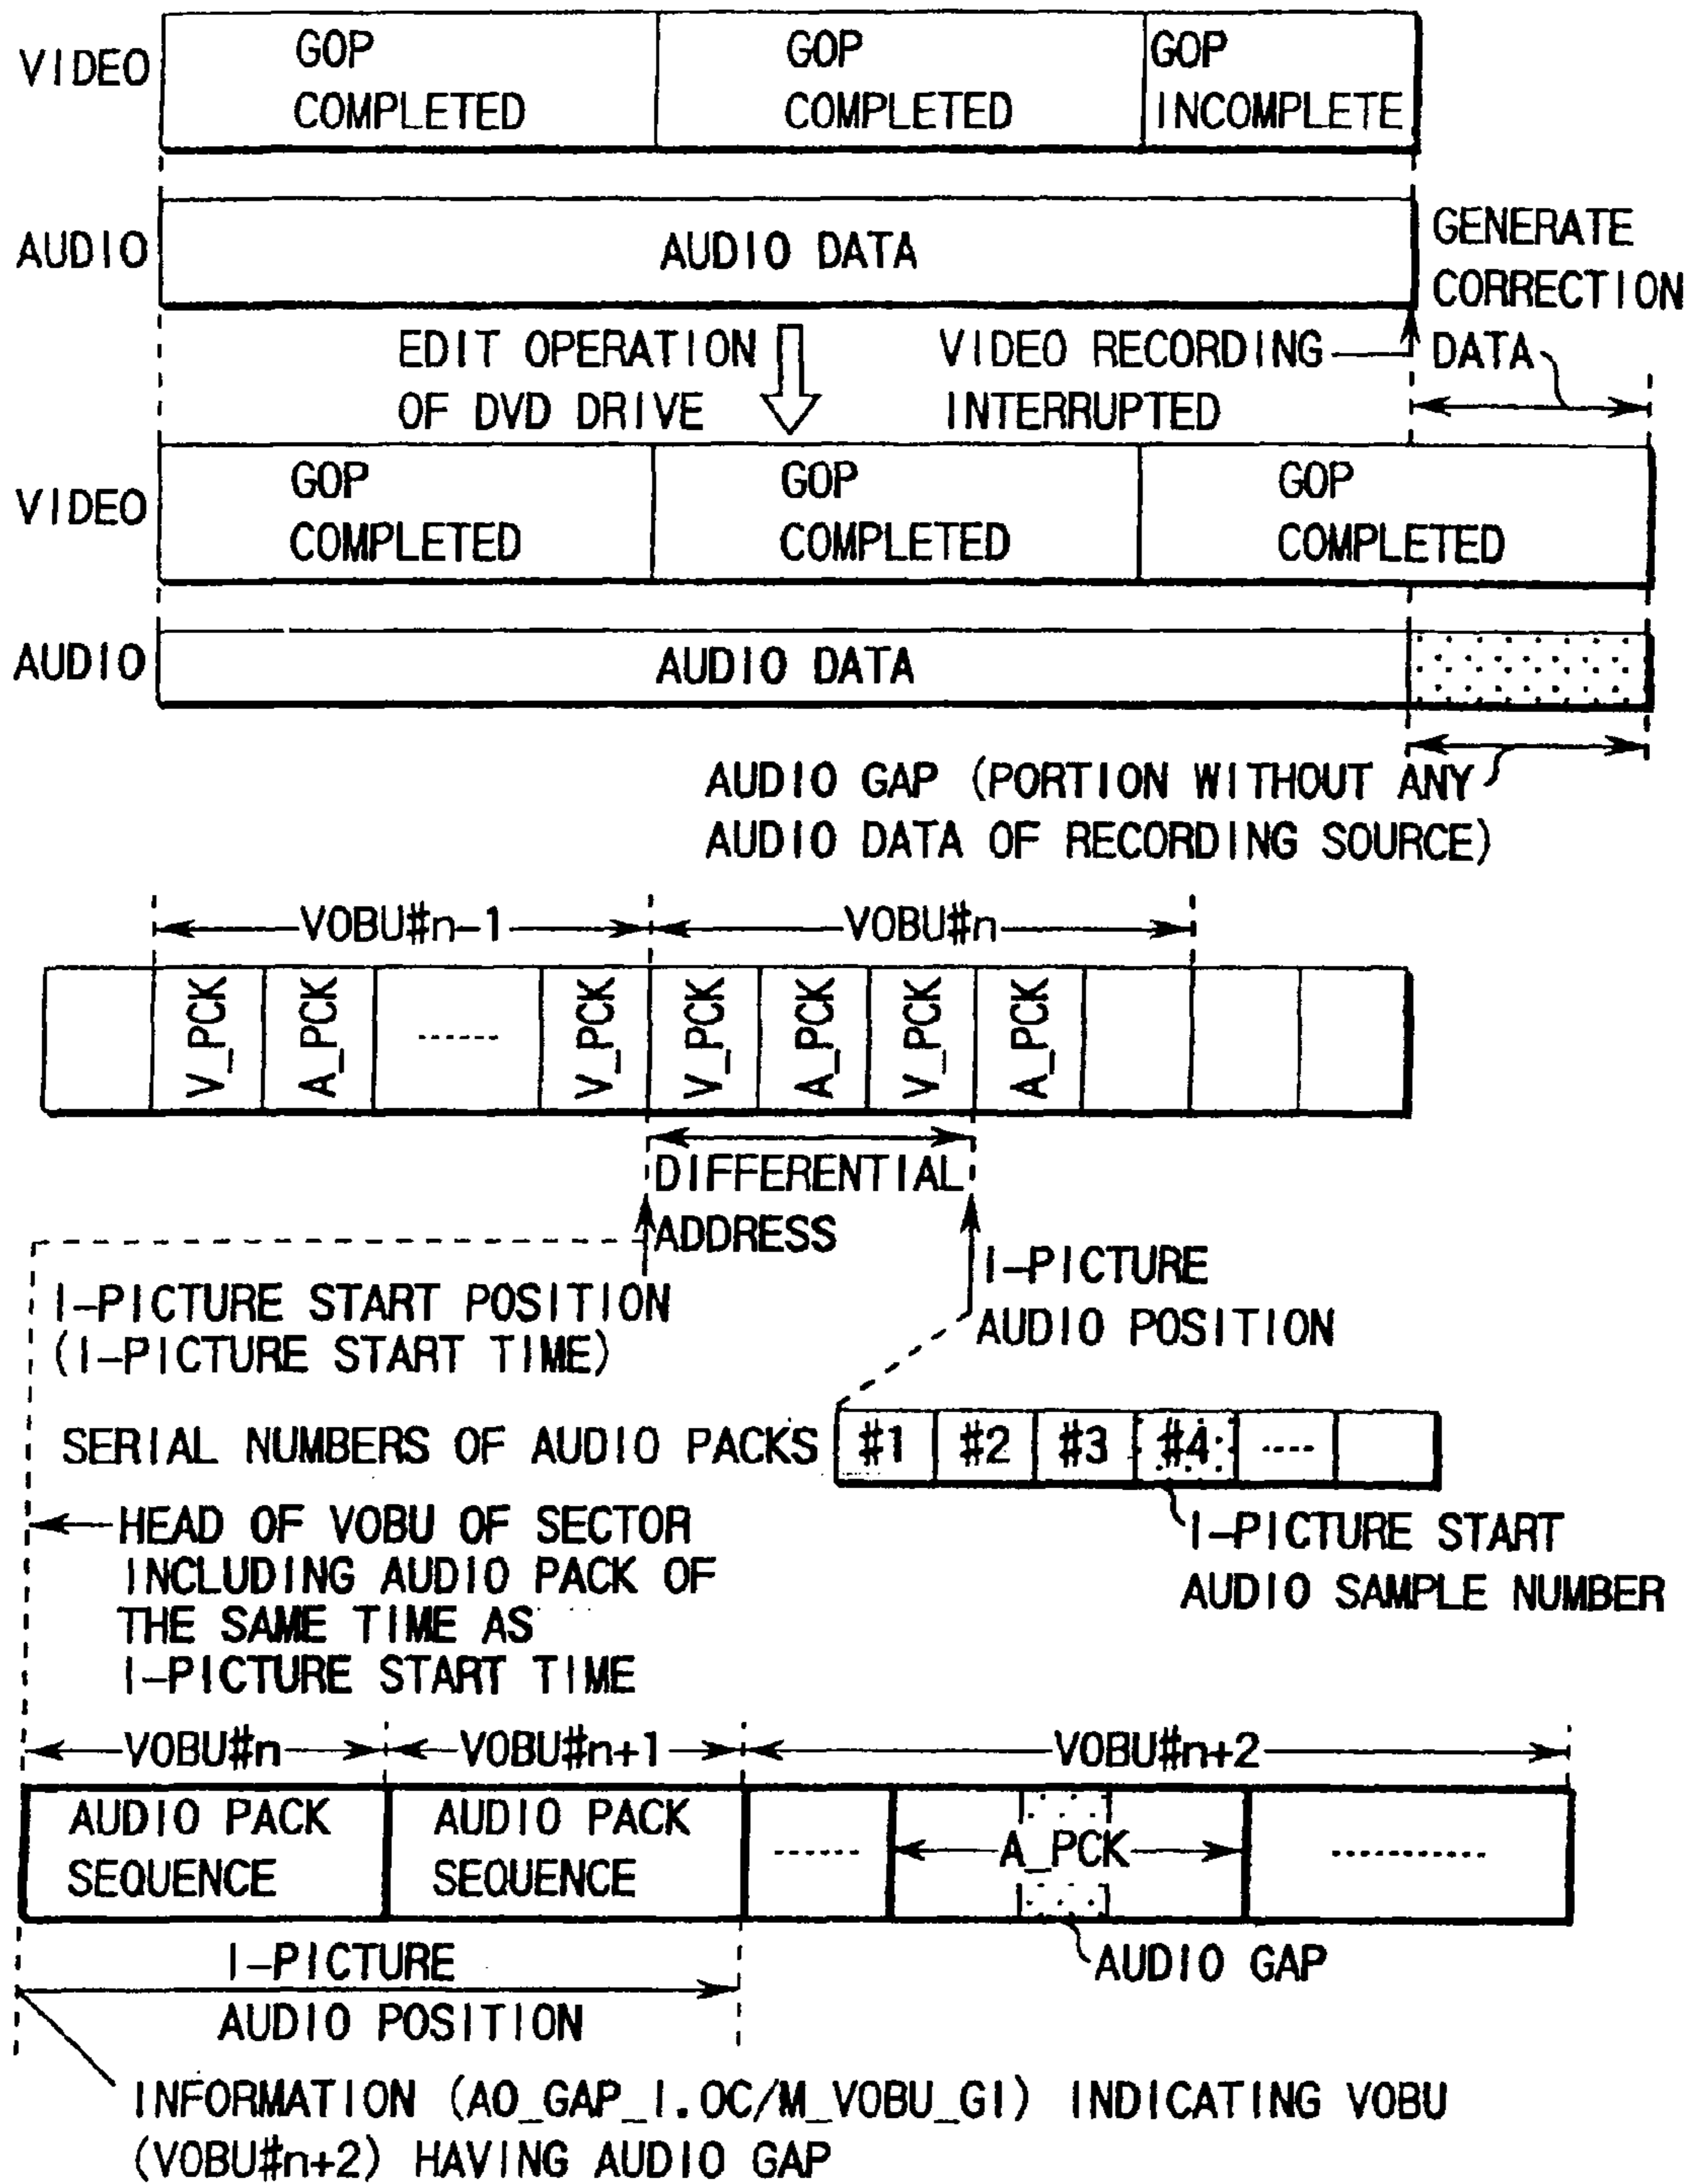 VIDEO
GOP
COMPLETED
GOP
COMPLETED
GOP
INCOMPLETE
AUDIO
AUDIO DATA
GENERATE
CORRECTION
DATA
EDIT OPERATION
OF DVD DRIVE
VIDEO RECORDING
INTERRUPTED
VIDEO
GOP
COMPLETED
GOP
COMPLETED
GOP
COMPLETED
AUDIO
AUDIO DATA
AUDIO GAP (PORTION WITHOUT ANY
AUDIO DATA OF RECORDING SOURCE)
VOBU#n-1
VOBU#n
V_PCK
A_PCK
V_PCK
V_PCK
A_PCK
V_PCK
A_PCK
DIFFERENTIAL
ADDRESS
I-PICTURE START POSITION
(I-PICTURE START TIME)
I-PICTURE
AUDIO POSITION
SERIAL NUMBERS OF AUDIO PACKS
#1
#2
#3
#4
I-PICTURE START
AUDIO SAMPLE NUMBER
HEAD OF VOBU OF SECTOR
INCLUDING AUDIO PACK OF
THE SAME TIME AS
I-PICTURE START TIME
VOBU#n
VOBU#n+1
VOBU#n+2
AUDIO PACK
SEQUENCE
AUDIO PACK
SEQUENCE
A_PCK
AUDIO GAP
I-PICTURE
AUDIO POSITION
INFORMATION (A0_GAP_I.OC/M_VOBU_GI) INDICATING VOBU
(VOBU#n+2) HAVING AUDIO GAP